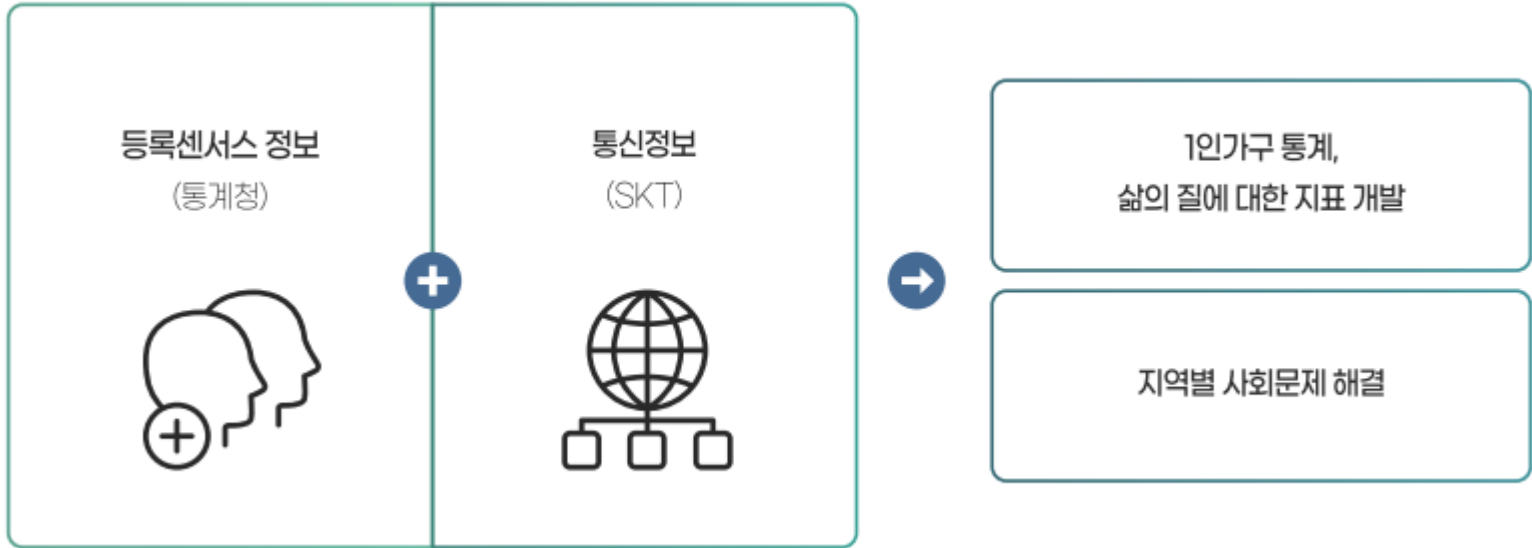 등록센서스 정보
(통계청)
통신정보
(SKT)
1인가구 통계,
삶의 질에 대한 지표 개발
지역별 사회문제 해결